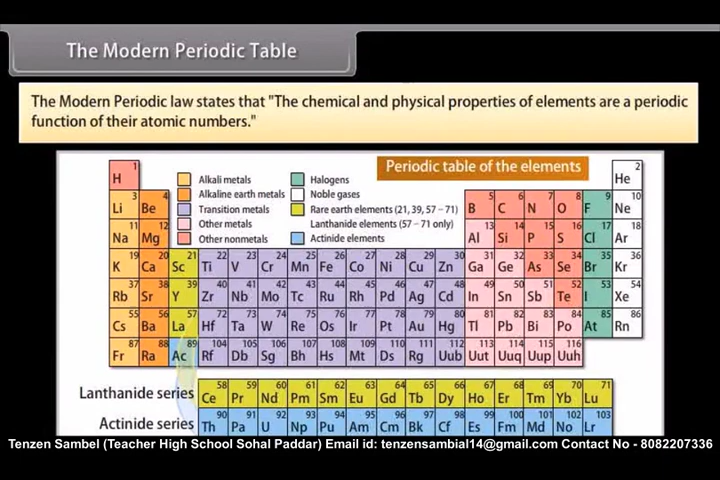 The Modern Periodic Table
The Modern Periodic law states that "The chemical and physical properties of elements are a periodic
function of their atomic numbers."
Periodic table of the elements
Alkali metals
Alkaline earth metals
Transition metals
Other metals
Other nonmetals
Halogens
Noble gases
Rare earth elements (21, 39, 57 – 71)
Lanthanide elements (57 – 71 only)
Actinide elements
H 1 He 2
Li 3 Be 4 B 5 C 6 N 7 O 8 F 9 Ne 10
Na 11 Mg 12 Al 13 Si 14 P 15 S 16 Cl 17 Ar 18
K 19 Ca 20 Sc 21 Ti 22 V 23 Cr 24 Mn 25 Fe 26 Co 27 Ni 28 Cu 29 Zn 30 Ga 31 Ge 32 As 33 Se 34 Br 35 Kr 36
Rb 37 Sr 38 Y 39 Zr 40 Nb 41 Mo 42 Tc 43 Ru 44 Rh 45 Pd 46 Ag 47 Cd 48 In 49 Sn 50 Sb 51 Te 52 I 53 Xe 54
Cs 55 Ba 56 La 57 Hf 72 Ta 73 W 74 Re 75 Os 76 Ir 77 Pt 78 Au 79 Hg 80 Tl 81 Pb 82 Bi 83 Po 84 At 85 Rn 86
Fr 87 Ra 88 Ac 89 Rf 104 Db 105 Sg 106 Bh 107 Hs 108 Mt 109 Ds 110 Rg 111 Uub 112 Uut 113 Uuq 114 Uup 115 Uuh 116
Lanthanide series Ce 58 Pr 59 Nd 60 Pm 61 Sm 62 Eu 63 Gd 64 Tb 65 Dy 66 Ho 67 Er 68 Tm 69 Yb 70 Lu 71
Actinide series Th 90 Pa 91 U 92 Np 93 Pu 94 Am 95 Cm 96 Bk 97 Cf 98 Es 99 Fm 100 Md 101 No 102 Lr 103
Tenzen Sambel (Teacher High School Sohal Paddar) Email id: tenzensambial14@gmail.com Contact No - 8082207336